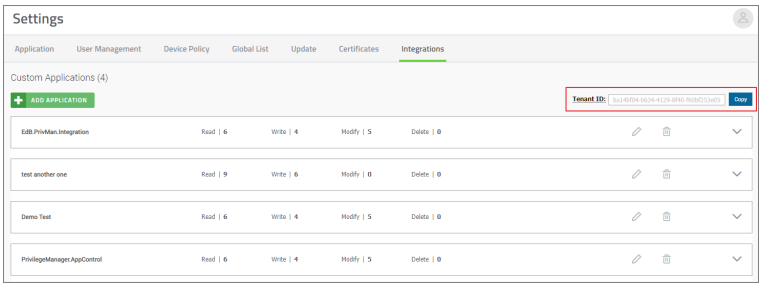 Settings
Application User Management Device Policy Global List Update Certificates Integrations
Custom Applications (4)
+ ADD APPLICATION Tenant ID: Copy
EdB.PrivMan.Integration Read | 6 Write | 4 Modify | 5 Delete | 0
test another one Read | 9 Write | 6 Modify | 0 Delete | 0
Demo Test Read | 6 Write | 4 Modify | 5 Delete | 0
PrivilegeManager.AppControl Read | 6 Write | 4 Modify | 5 Delete | 0